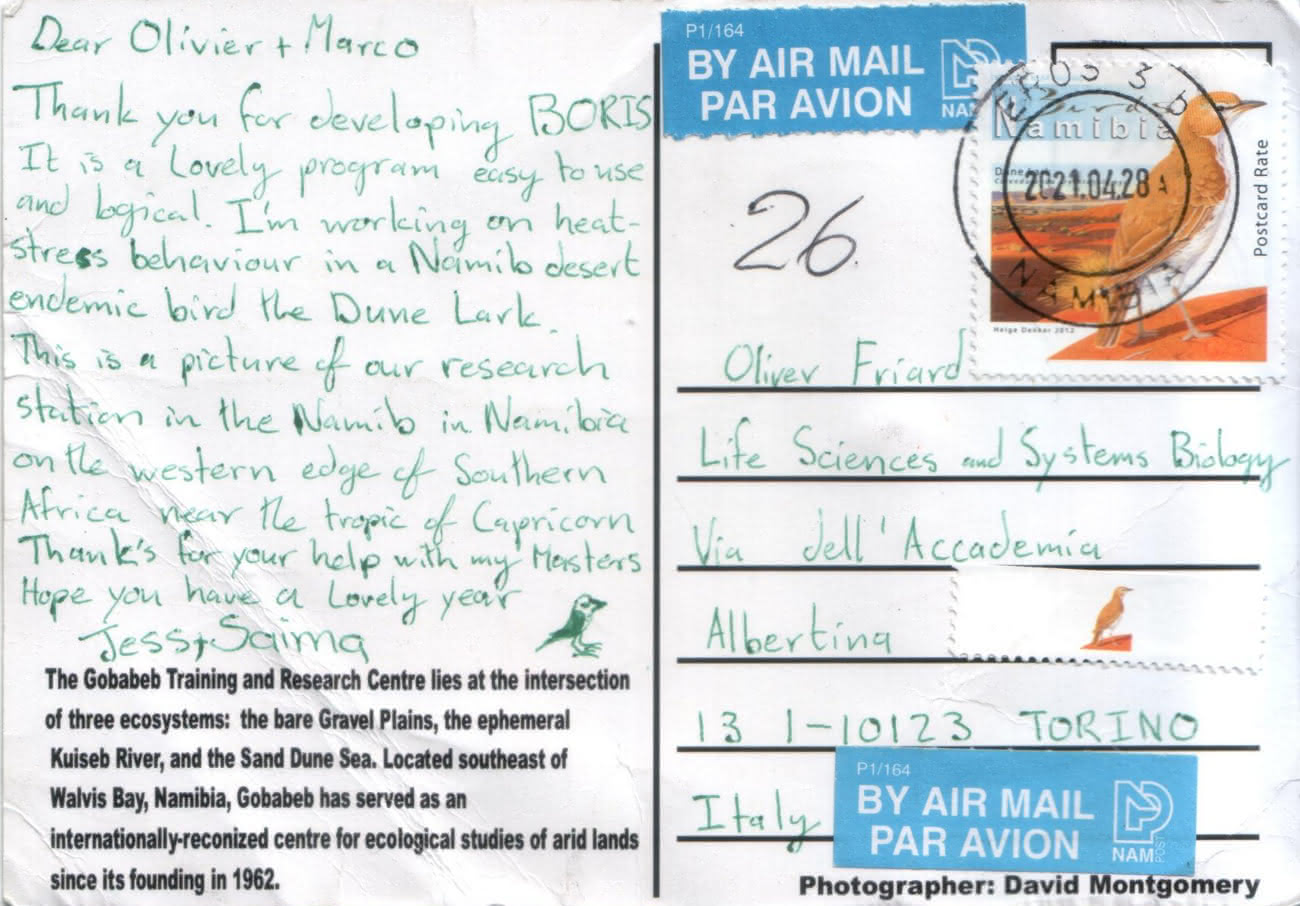 Dear Olivier + Marco
Thank you for developing BORIS
It is a lovely program easy to use
and logical. I'm working on heat-
stress behaviour in a Namib desert
endemic bird the Dune Lark.
This is a picture of our research
station in the Namib in Namibia
on the western edge of Southern
Africa near the tropic of Capricorn
Thank's for your help with my Masters
Hope you have a lovely year
Jess + Saima
The Gobabeb Training and Research Centre lies at the intersection
of three ecosystems: the bare Gravel Plains, the ephemeral
Kuiseb River, and the Sand Dune Sea. Located southeast of
Walvis Bay, Namibia, Gobabeb has served as an
internationally-reconized centre for ecological studies of arid lands
since its founding in 1962.
P1/164
BY AIR MAIL
PAR AVION
NAM
EROS 3 b
2021.04.28
NAMIBIA
Namibia
Postcard Rate
Helge Denker 2012
26
Oliver Friard
Life Sciences and Systems Biology
Via dell' Accademia
Albertina
13 I-10123 TORINO
Italy
P1/164
BY AIR MAIL
PAR AVION
NAMPOST
Photographer: David Montgomery